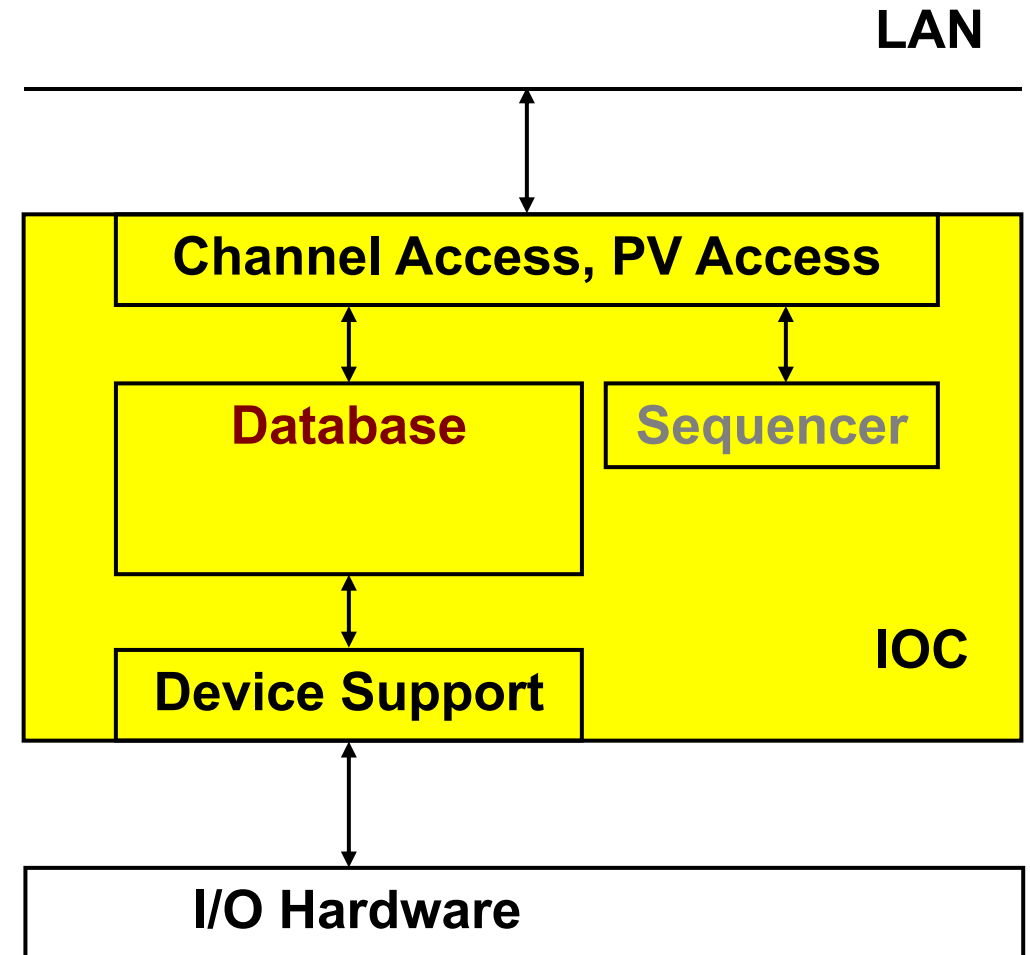 LAN
Channel Access, PV Access
Database
Sequencer
IOC
Device Support
I/O Hardware